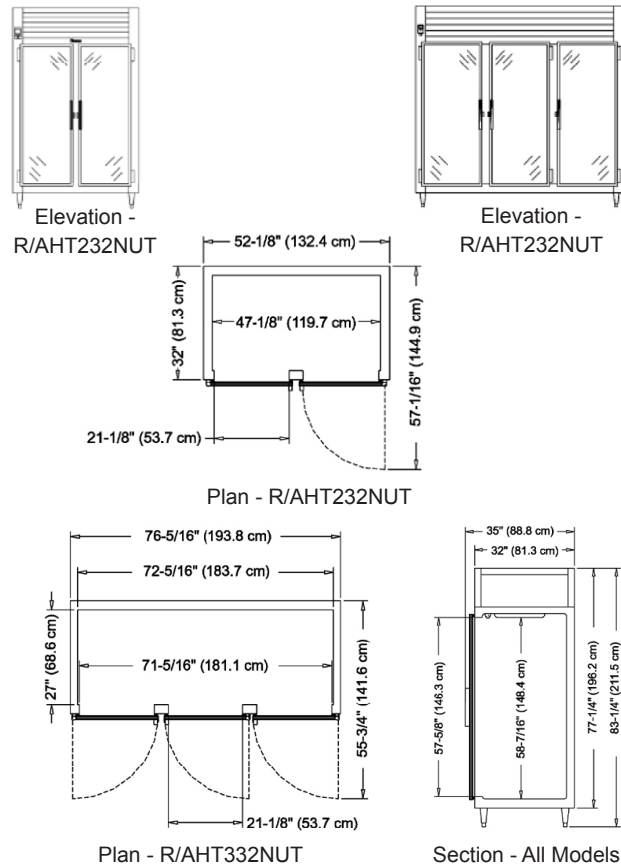 Elevation -
R/AHT232NUT
Elevation -
R/AHT232NUT
52-1/8" (132.4 cm)
32" (81.3 cm)
47-1/8" (119.7 cm)
57-1/16" (144.9 cm)
21-1/8" (53.7 cm)
Plan - R/AHT232NUT
76-5/16" (193.8 cm)
72-5/16" (183.7 cm)
27" (68.6 cm)
71-5/16" (181.1 cm)
55-3/4" (141.6 cm)
21-1/8" (53.7 cm)
Plan - R/AHT332NUT
35" (88.8 cm)
32" (81.3 cm)
57-5/8" (146.3 cm)
58-7/16" (148.4 cm)
77-1/4" (196.2 cm)
83-1/4" (211.5 cm)
Section - All Models